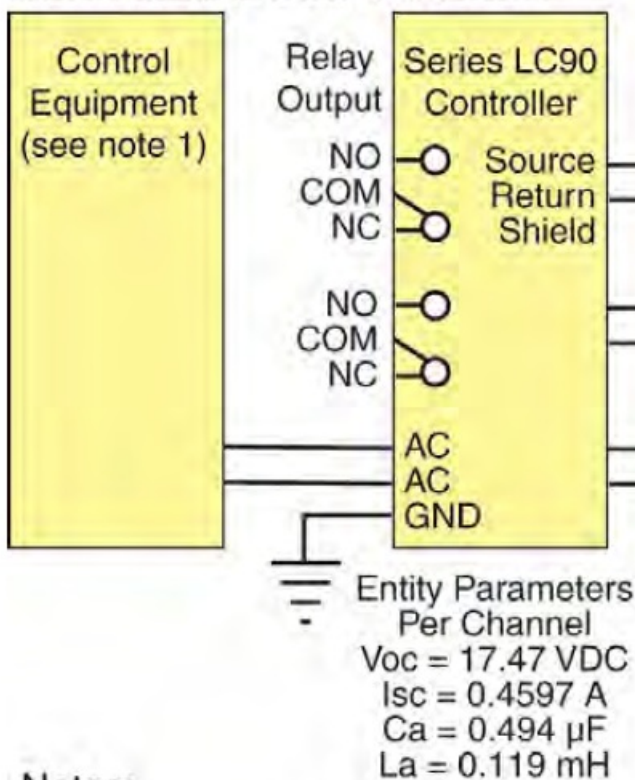 Control
Equipment
(see note 1)
Relay
Output
Series LC90
Controller
NO
COM
NC
Source
Return
Shield
NO
COM
NC
AC
AC
GND
Entity Parameters
Per Channel
Voc = 17.47 VDC
Isc = 0.4597 A
Ca = 0.494 µF
La = 0.119 mH